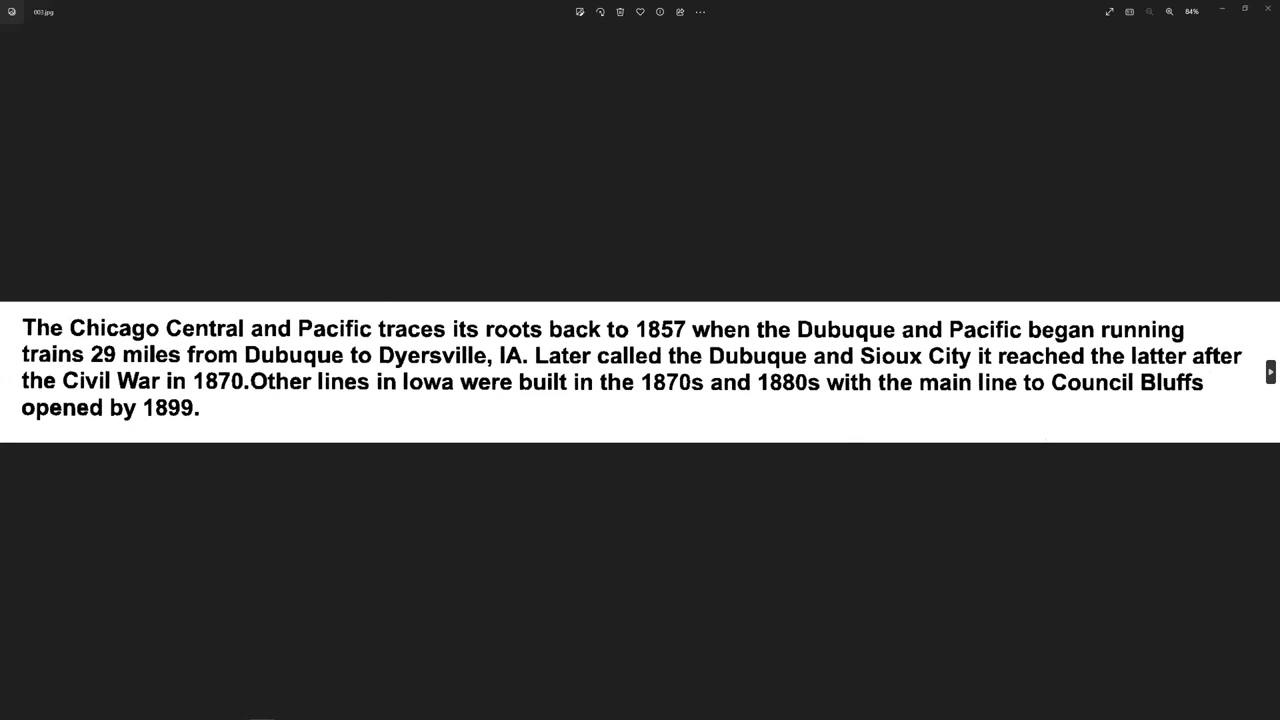 003.jpg
84%
The Chicago Central and Pacific traces its roots back to 1857 when the Dubuque and Pacific began running
trains 29 miles from Dubuque to Dyersville, IA. Later called the Dubuque and Sioux City it reached the latter after
the Civil War in 1870.Other lines in Iowa were built in the 1870s and 1880s with the main line to Council Bluffs
opened by 1899.